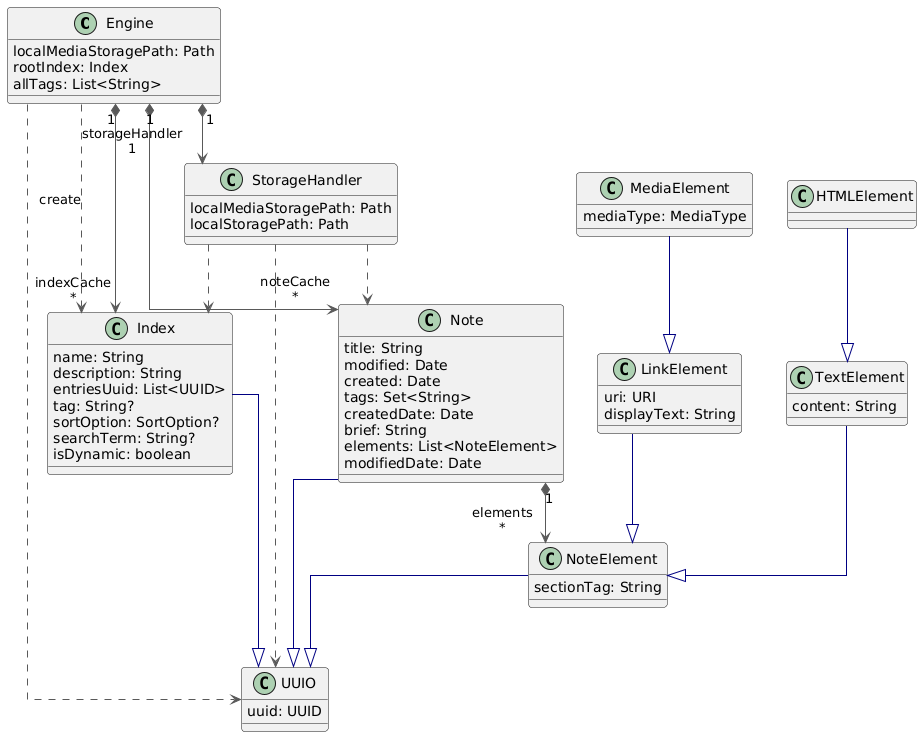 C Engine
localMediaStoragePath: Path
rootIndex: Index
allTags: List<String>
1
1
1
storageHandler
1
create
C StorageHandler
localMediaStoragePath: Path
localStoragePath: Path
C MediaElement
mediaType: MediaType
C HTMLElement
indexCache
*
noteCache
*
C Index
name: String
description: String
entriesUuid: List<UUID>
tag: String?
sortOption: SortOption?
searchTerm: String?
isDynamic: boolean
C Note
title: String
modified: Date
created: Date
tags: Set<String>
createdDate: Date
brief: String
elements: List<NoteElement>
modifiedDate: Date
C LinkElement
uri: URI
displayText: String
C TextElement
content: String
1
elements
*
C NoteElement
sectionTag: String
C UUIO
uuid: UUID